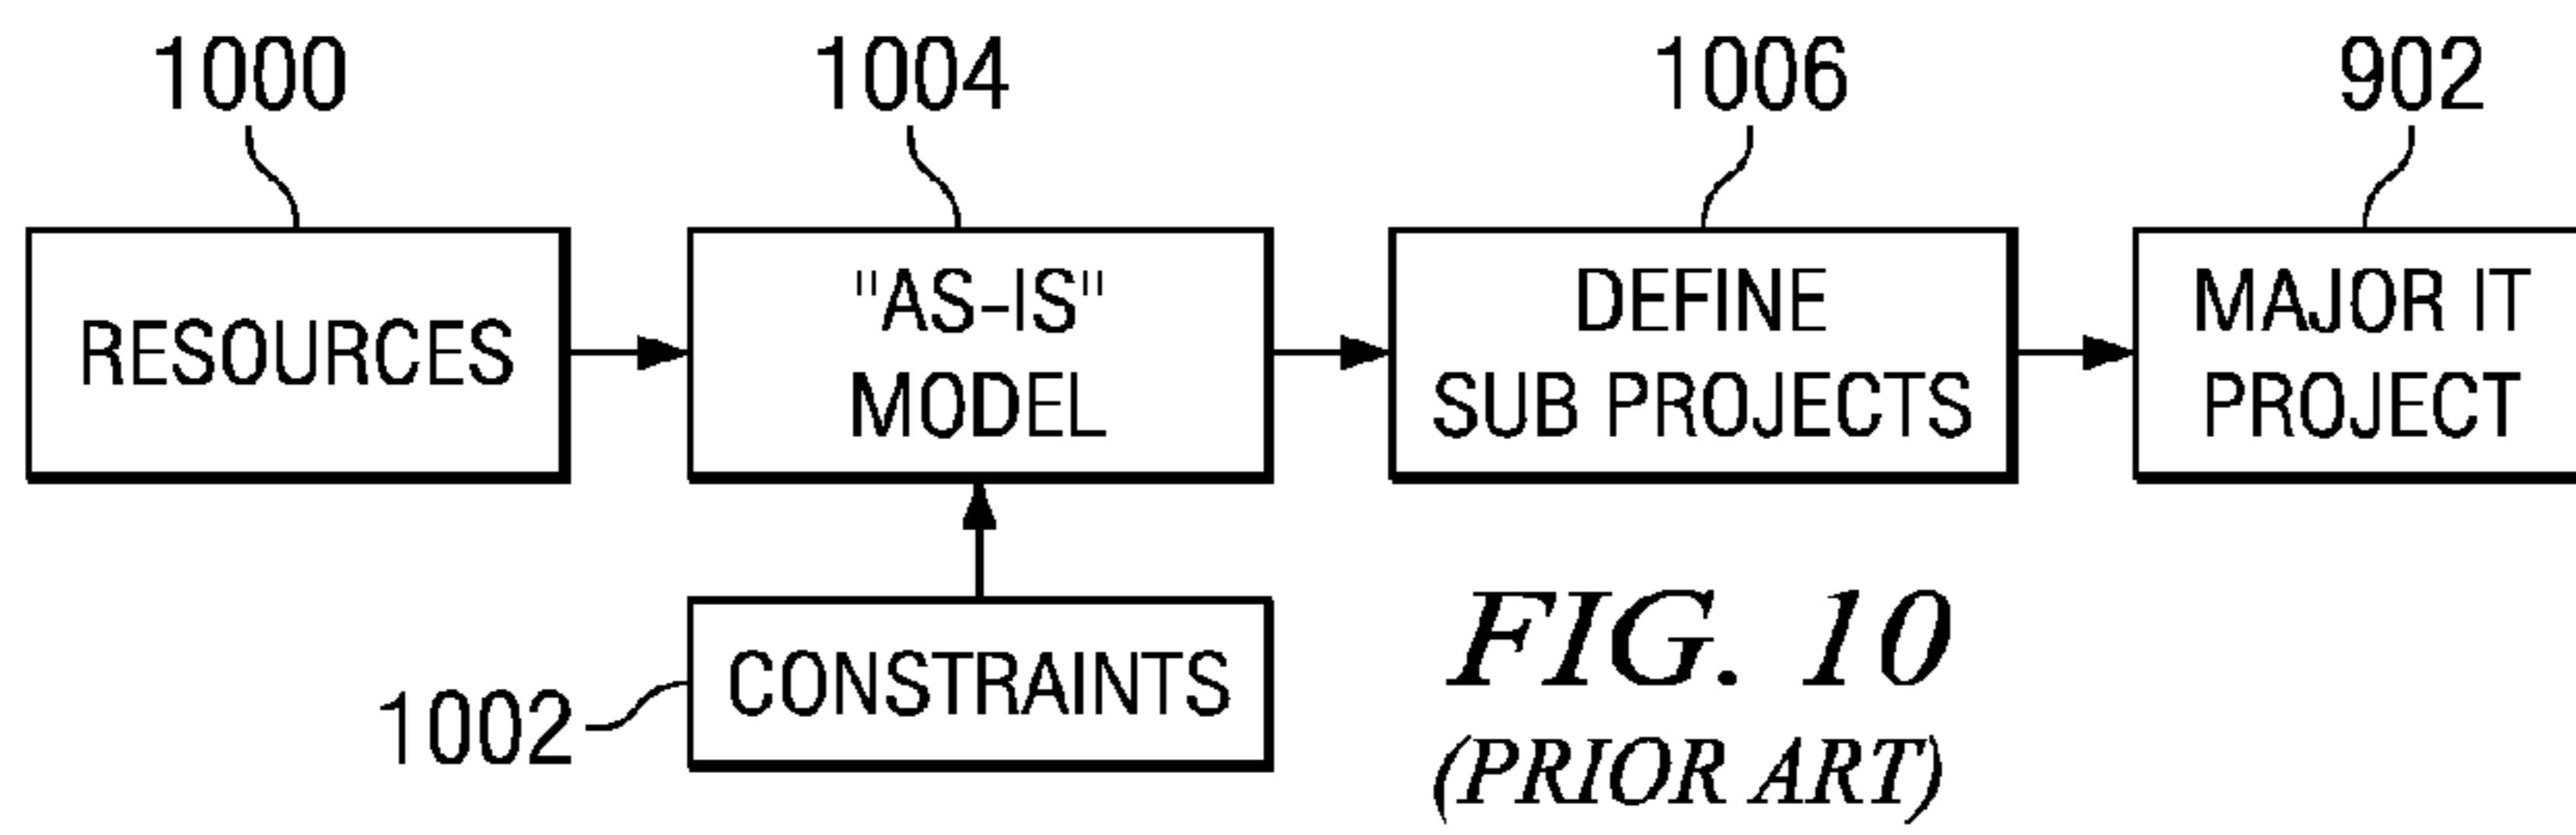 1000
1004
1006
902
RESOURCES
"AS-IS"
MODEL
DEFINE
SUB PROJECTS
MAJOR IT
PROJECT
1002
CONSTRAINTS
FIG. 10
(PRIOR ART)